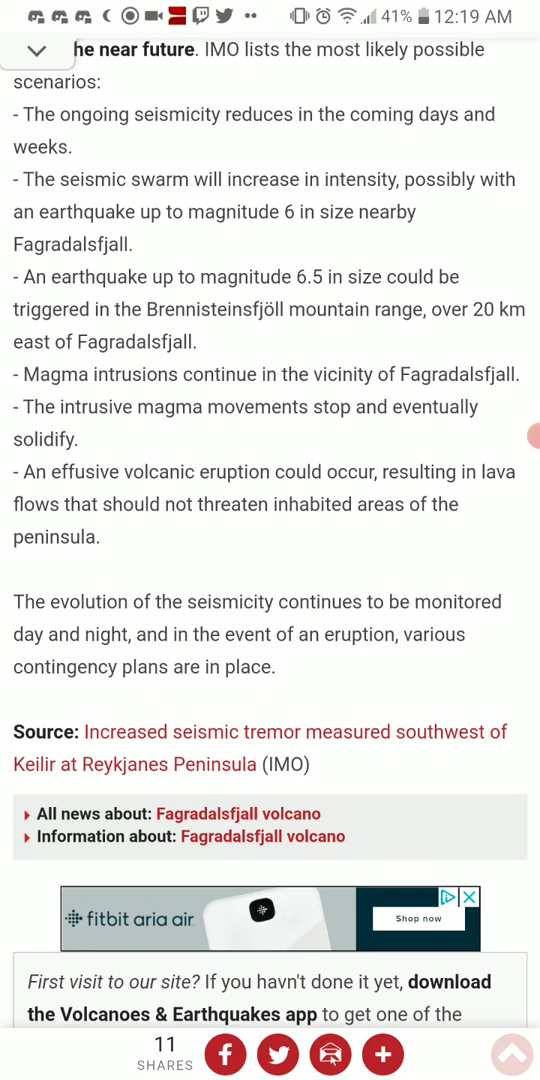 41% 12:19 AM
he near future. IMO lists the most likely possible
scenarios:
- The ongoing seismicity reduces in the coming days and
weeks.
- The seismic swarm will increase in intensity, possibly with
an earthquake up to magnitude 6 in size nearby
Fagradalsfjall.
- An earthquake up to magnitude 6.5 in size could be
triggered in the Brennisteinsfjöll mountain range, over 20 km
east of Fagradalsfjall.
- Magma intrusions continue in the vicinity of Fagradalsfjall.
- The intrusive magma movements stop and eventually
solidify.
- An effusive volcanic eruption could occur, resulting in lava
flows that should not threaten inhabited areas of the
peninsula.
The evolution of the seismicity continues to be monitored
day and night, and in the event of an eruption, various
contingency plans are in place.
Source: Increased seismic tremor measured southwest of
Keilir at Reykjanes Peninsula (IMO)
All news about: Fagradalsfjall volcano
Information about: Fagradalsfjall volcano
fitbit aria air
Shop now
First visit to our site? If you havn't done it yet, download
the Volcanoes & Earthquakes app to get one of the
11
SHARES